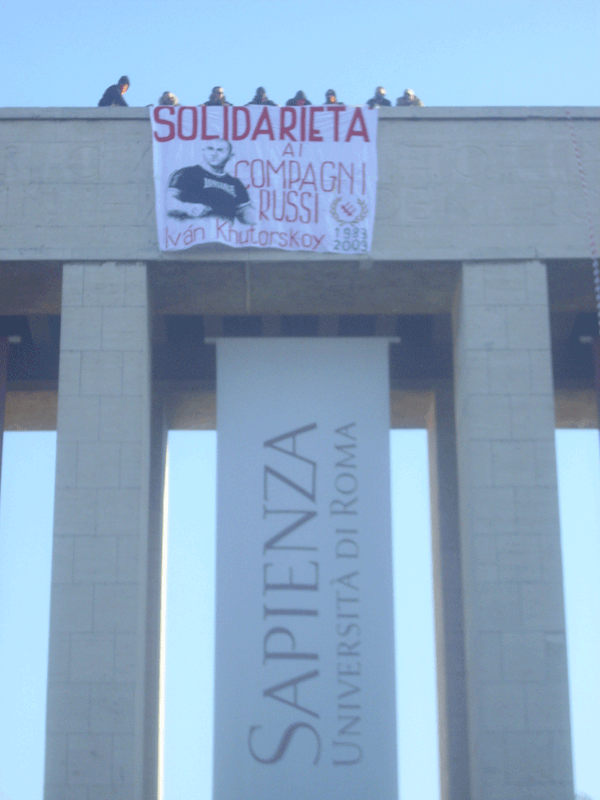 SOLIDARIETA
AI
COMPAGNI
RUSSI
Iván Khutorskoy
1983
2009
SAPIENZA
UNIVERSITÀ DI ROMA